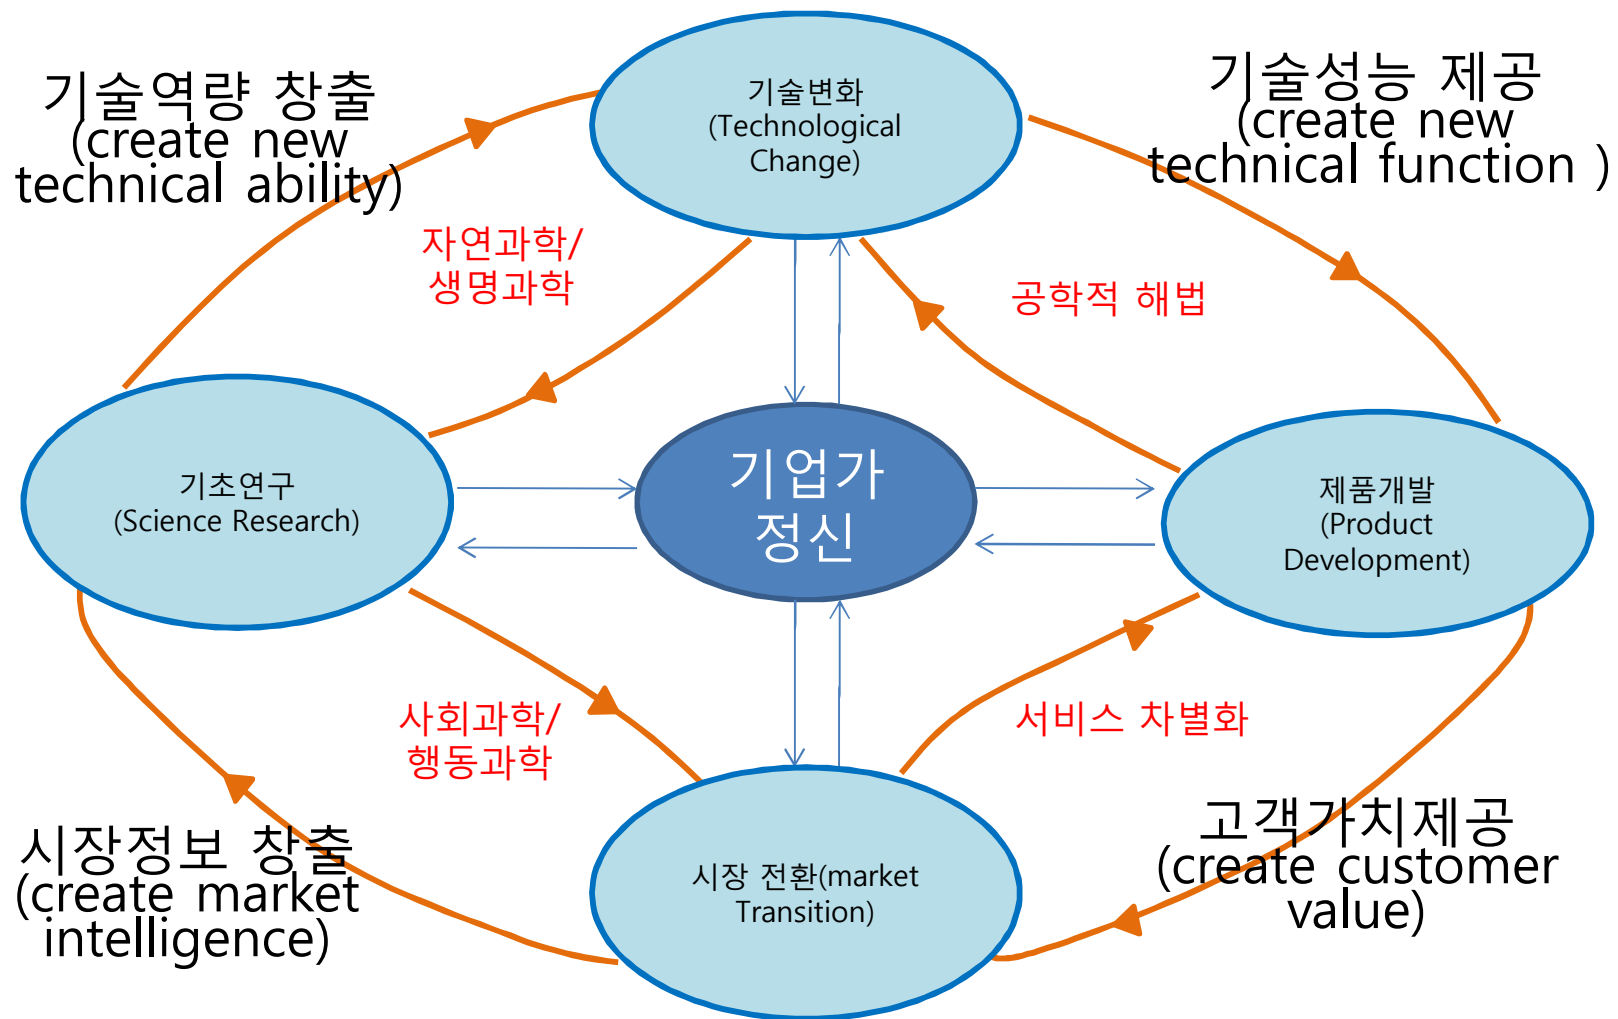 기술역량 창출
(create new
technical ability)
기술변화
(Technological
Change)
기술성능 제공
(create new
technical function )
자연과학/
생명과학
공학적 해법
기초연구
(Science Research)
기업가
정신
제품개발
(Product
Development)
사회과학/
행동과학
서비스 차별화
시장정보 창출
(create market
intelligence)
시장 전환(market
Transition)
고객가치제공
(create customer
value)